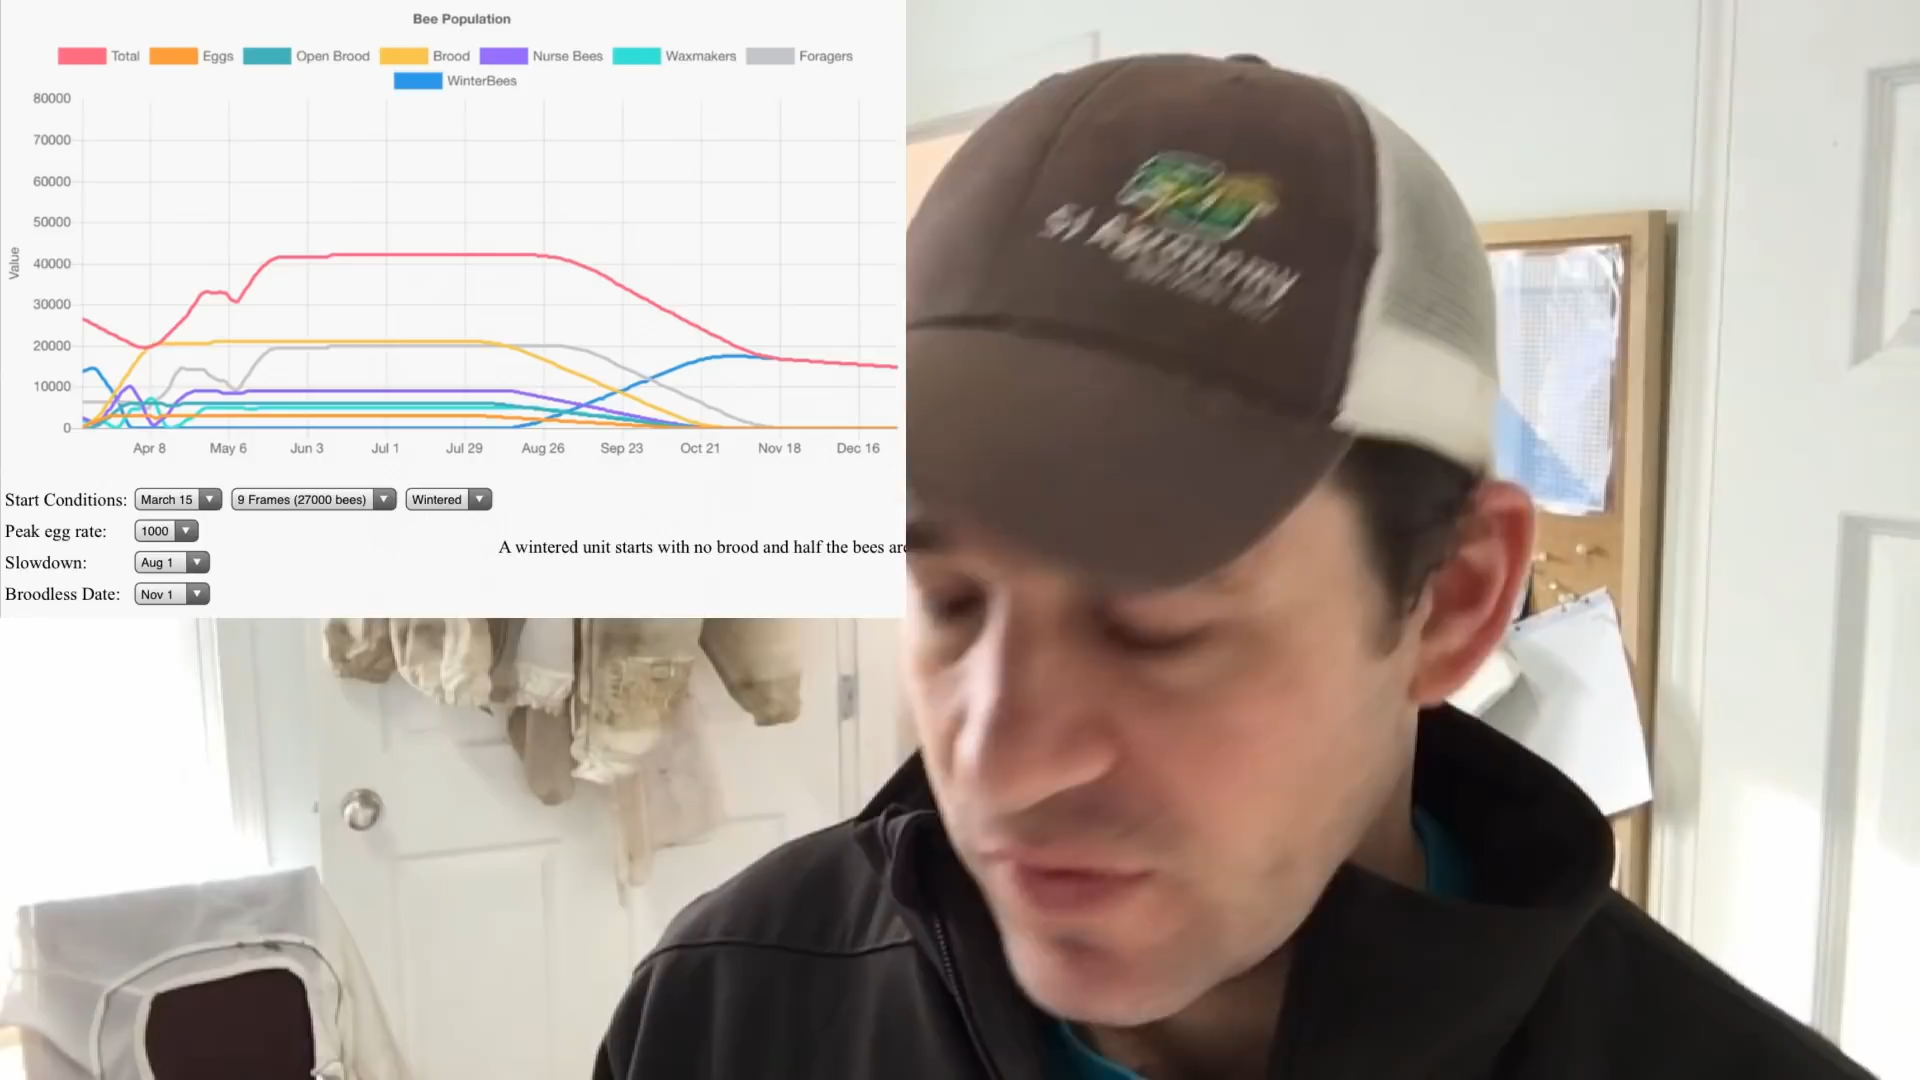 Bee Population
Total Eggs Open Brood Brood Nurse Bees Waxmakers Foragers
WinterBees
80000
70000
60000
50000
40000
30000
20000
10000
0
Value
Apr 8 May 6 Jun 3 Jul 1 Jul 29 Aug 26 Sep 23 Oct 21 Nov 18 Dec 16
Start Conditions: March 15 9 Frames (27000 bees) Wintered
Peak egg rate: 1000
A wintered unit starts with no brood and half the bees are
Slowdown: Aug 1
Broodless Date: Nov 1